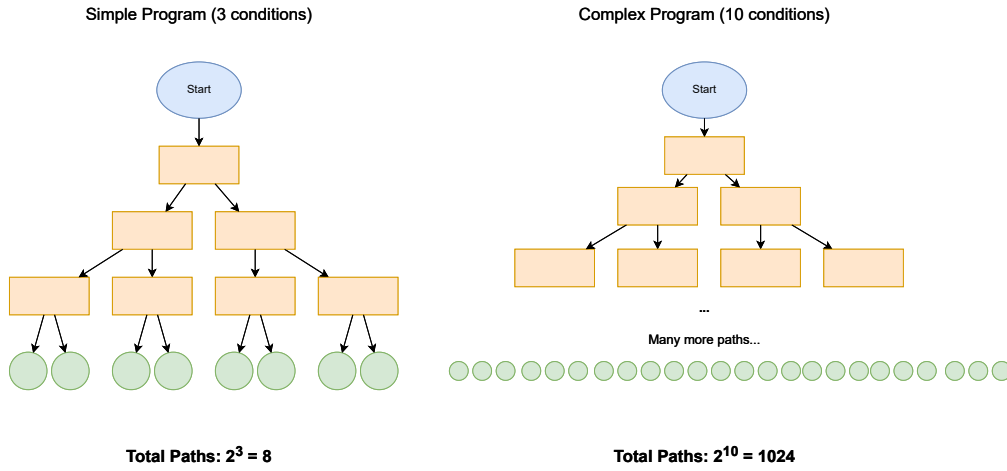 Simple Program (3 conditions)
Complex Program (10 conditions)
Start
Start
...
Many more paths...
Total Paths: 2³ = 8
Total Paths: 2¹⁰ = 1024